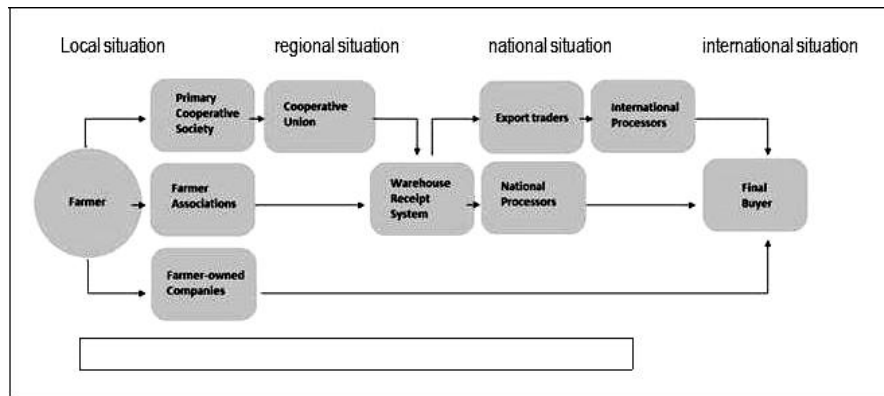 Local situation
regional situation
national situation
international situation
Primary
Cooperative
Society
Cooperative
Union
Export traders
International
Processors
Farmer
Farmer
Associations
Warehouse
Receipt
System
National
Processors
Final
Buyer
Farmer-owned
Companies